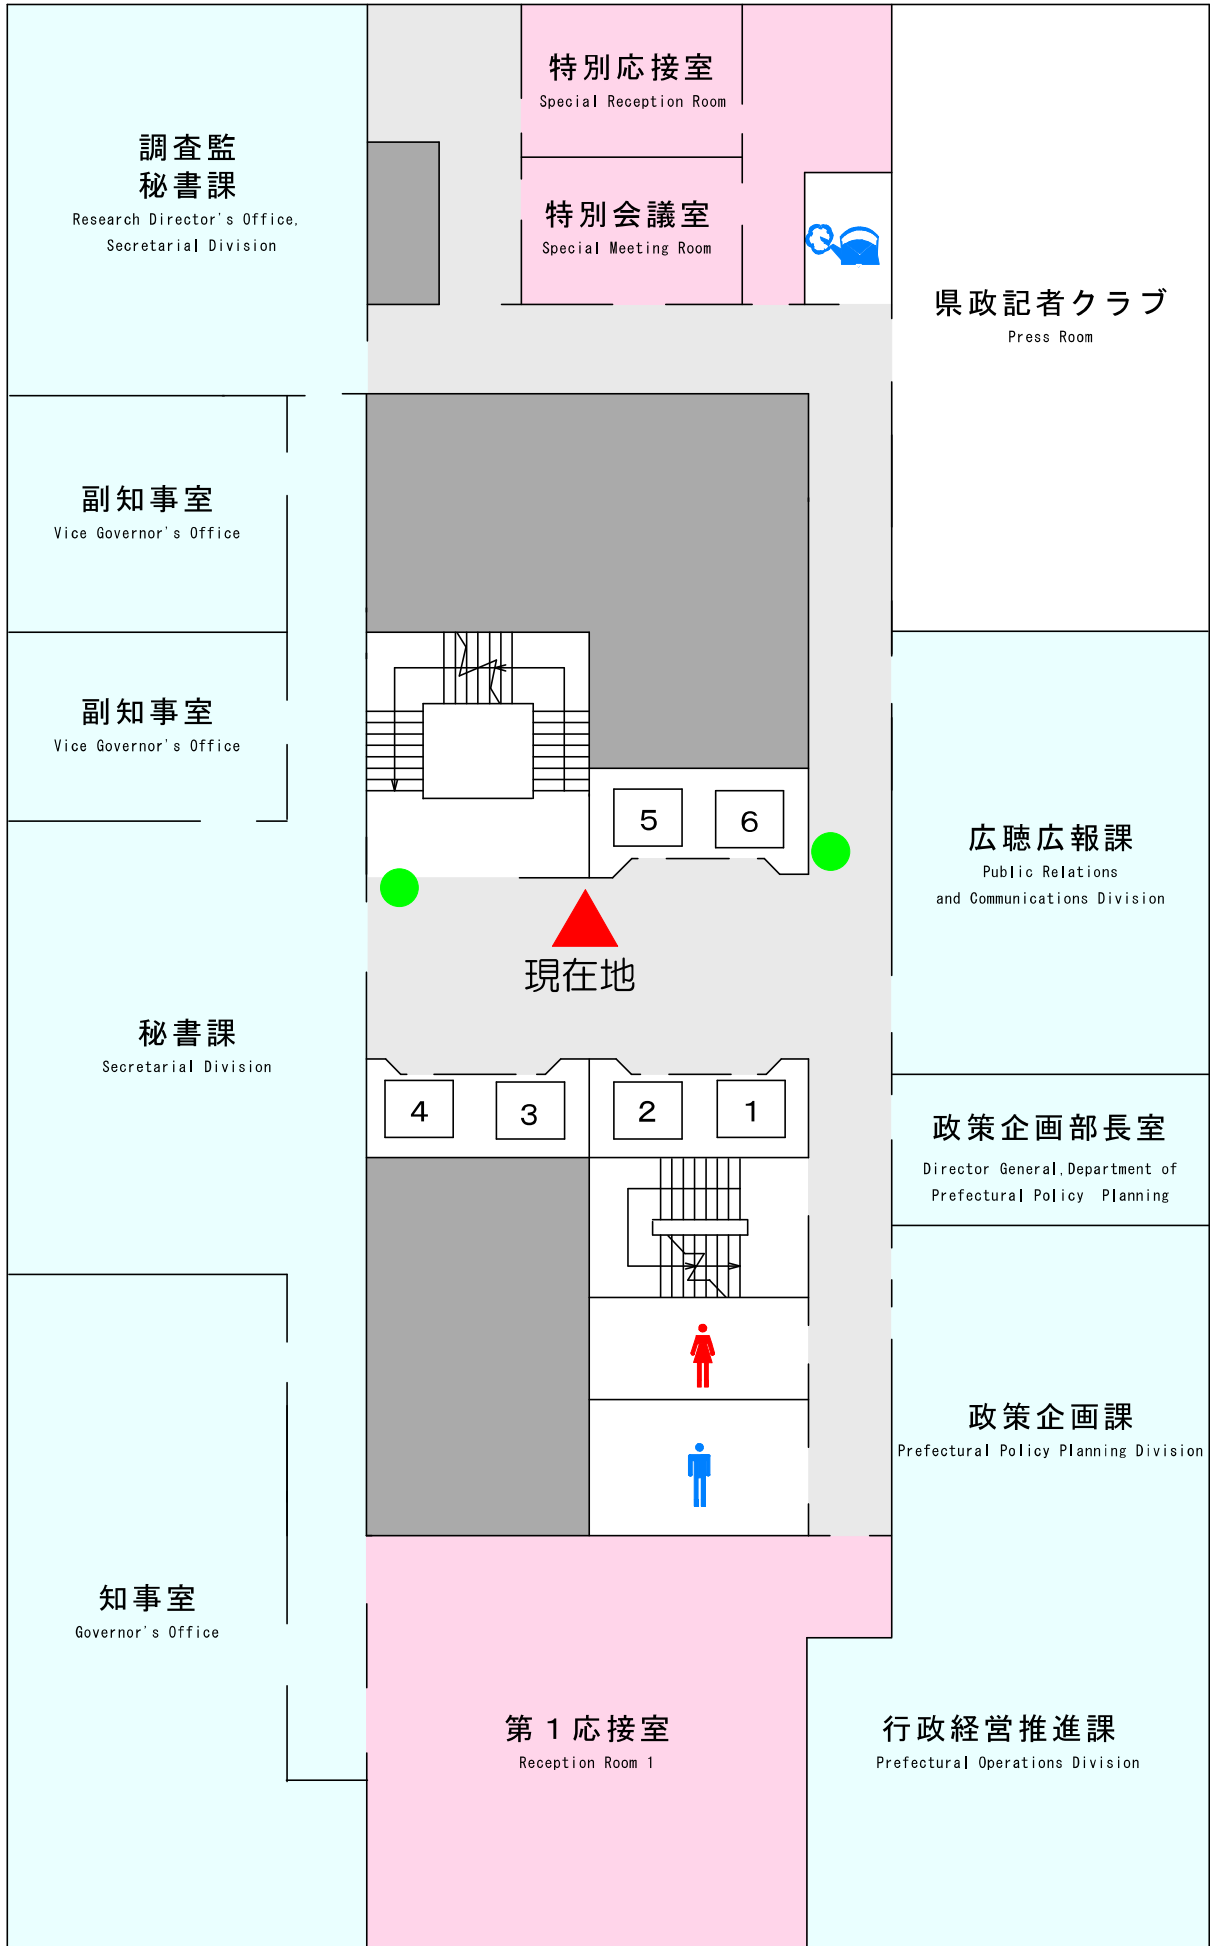 特別応接室
Special Reception Room
調査監
秘書課
Research Director's Office,
Secretarial Division
特別会議室
Special Meeting Room
県政記者クラブ
Press Room
副知事室
Vice Governor's Office
副知事室
Vice Governor's Office
5
6
広聴広報課
Public Relations
and Communications Division
現在地
秘書課
Secretarial Division
4
3
2
1
政策企画部長室
Director General, Department of
Prefectural Policy Planning
政策企画課
Prefectural Policy Planning Division
知事室
Governor's Office
第1応接室
Reception Room 1
行政経営推進課
Prefectural Operations Division